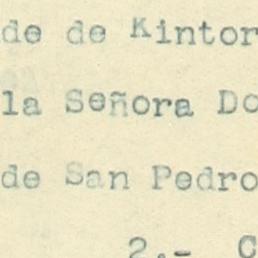 de de Kintor
la Señora Do
de San Pedro
2.- C